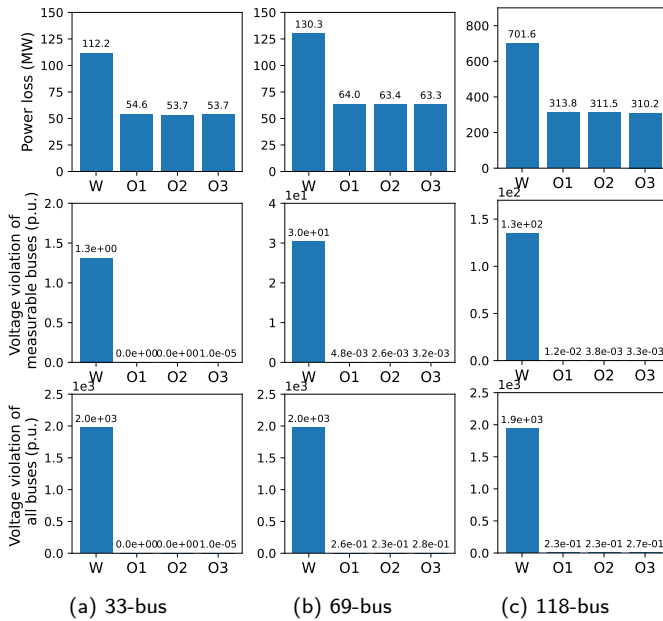 Power loss (MW)
150
125
100
75
50
25
0
112.2
54.6
53.7
53.7
W O1 O2 O3
150
125
100
75
50
25
0
130.3
64.0
63.4
63.3
W O1 O2 O3
800
600
400
200
0
701.6
313.8
311.5
310.2
W O1 O2 O3
Voltage violation of
measurable buses (p.u.)
2.0
1.5
1.0
0.5
0.0
1.3e+00
0.0e+00
0.0e+00
1.0e-05
W O1 O2 O3
1e1
4
3
2
1
0
3.0e+01
4.8e-03
2.6e-03
3.2e-03
W O1 O2 O3
1e2
1.5
1.0
0.5
0.0
1.3e+02
1.2e-02
3.8e-03
3.3e-03
W O1 O2 O3
Voltage violation of
all buses (p.u.)
1e3
2.5
2.0
1.5
1.0
0.5
0.0
2.0e+03
0.0e+00
0.0e+00
1.0e-05
W O1 O2 O3
1e3
2.5
2.0
1.5
1.0
0.5
0.0
2.0e+03
2.6e-01
2.3e-01
2.8e-01
W O1 O2 O3
1e3
2.5
2.0
1.5
1.0
0.5
0.0
1.9e+03
2.3e-01
2.3e-01
2.7e-01
W O1 O2 O3
(a) 33-bus
(b) 69-bus
(c) 118-bus